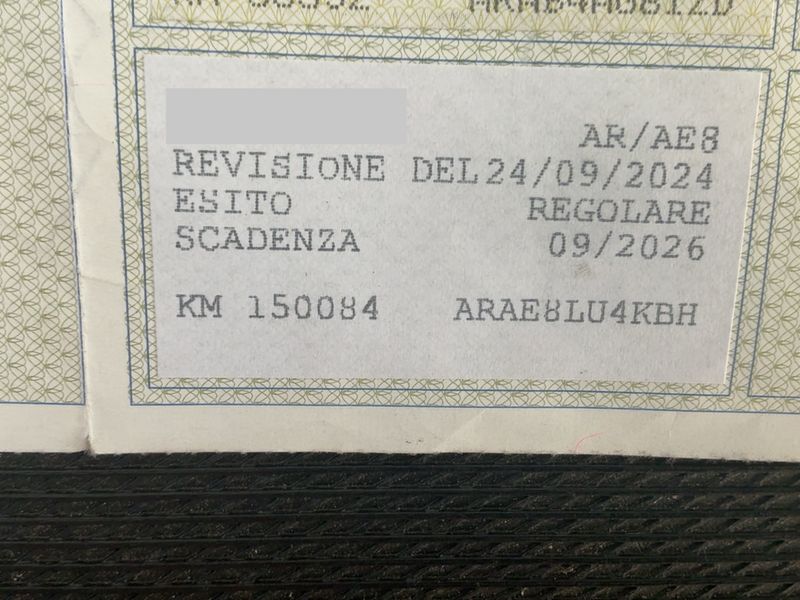 AR/AE8
REVISIONE DEL24/09/2024
ESITO REGOLARE
SCADENZA 09/2026
KM 150084 ARAE8LU4KBH